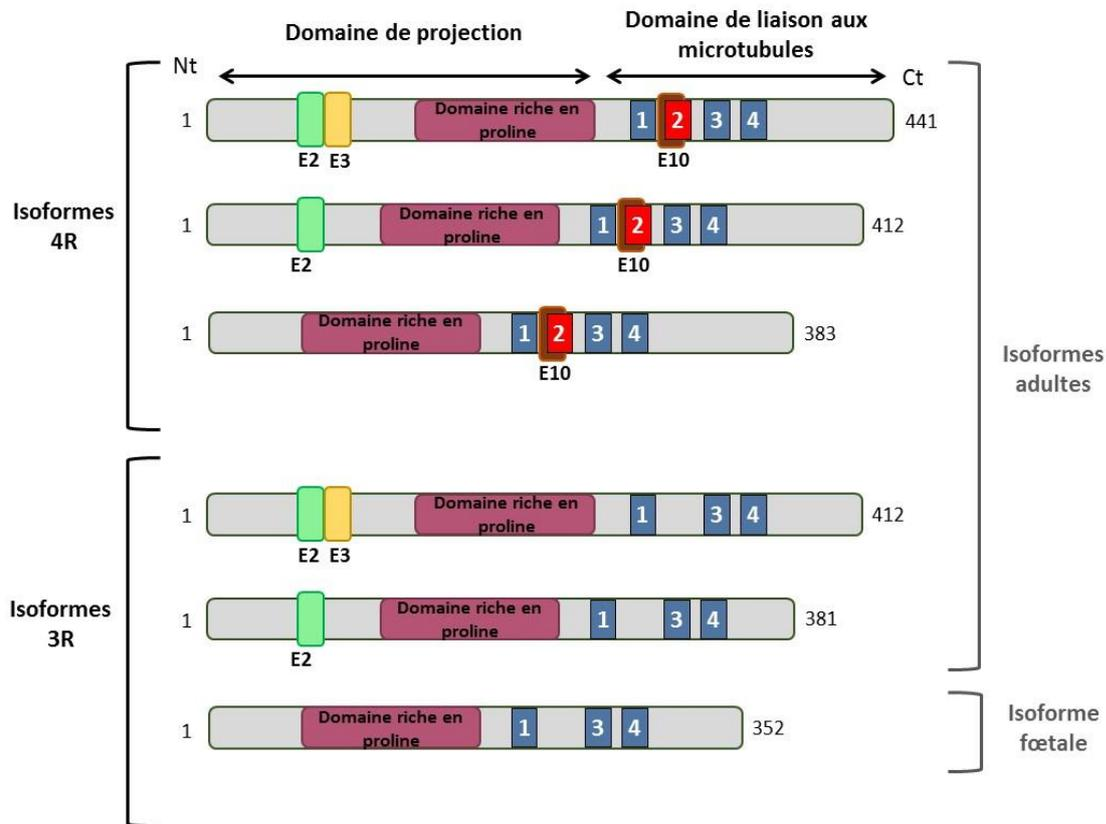 Domaine de projection
Domaine de liaison aux
microtubules
Nt
Ct
Isoformes
4R
1
Domaine riche en
proline
1 2 3 4
441
E2 E3
E10
1
Domaine riche en
proline
1 2 3 4
412
E2
E10
1
Domaine riche en
proline
1 2 3 4
383
E10
Isoformes
adultes
Isoformes
3R
1
Domaine riche en
proline
1 3 4
412
E2 E3
1
Domaine riche en
proline
1 3 4
381
E2
1
Domaine riche en
proline
1 3 4
352
Isoforme
fœtale